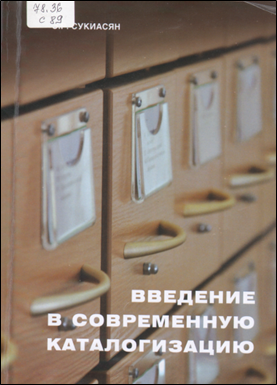 78.36
С 89
СУКИАСЯН
ВВЕДЕНИЕ
В СОВРЕМЕННУЮ
КАТАЛОГИЗАЦИЮ